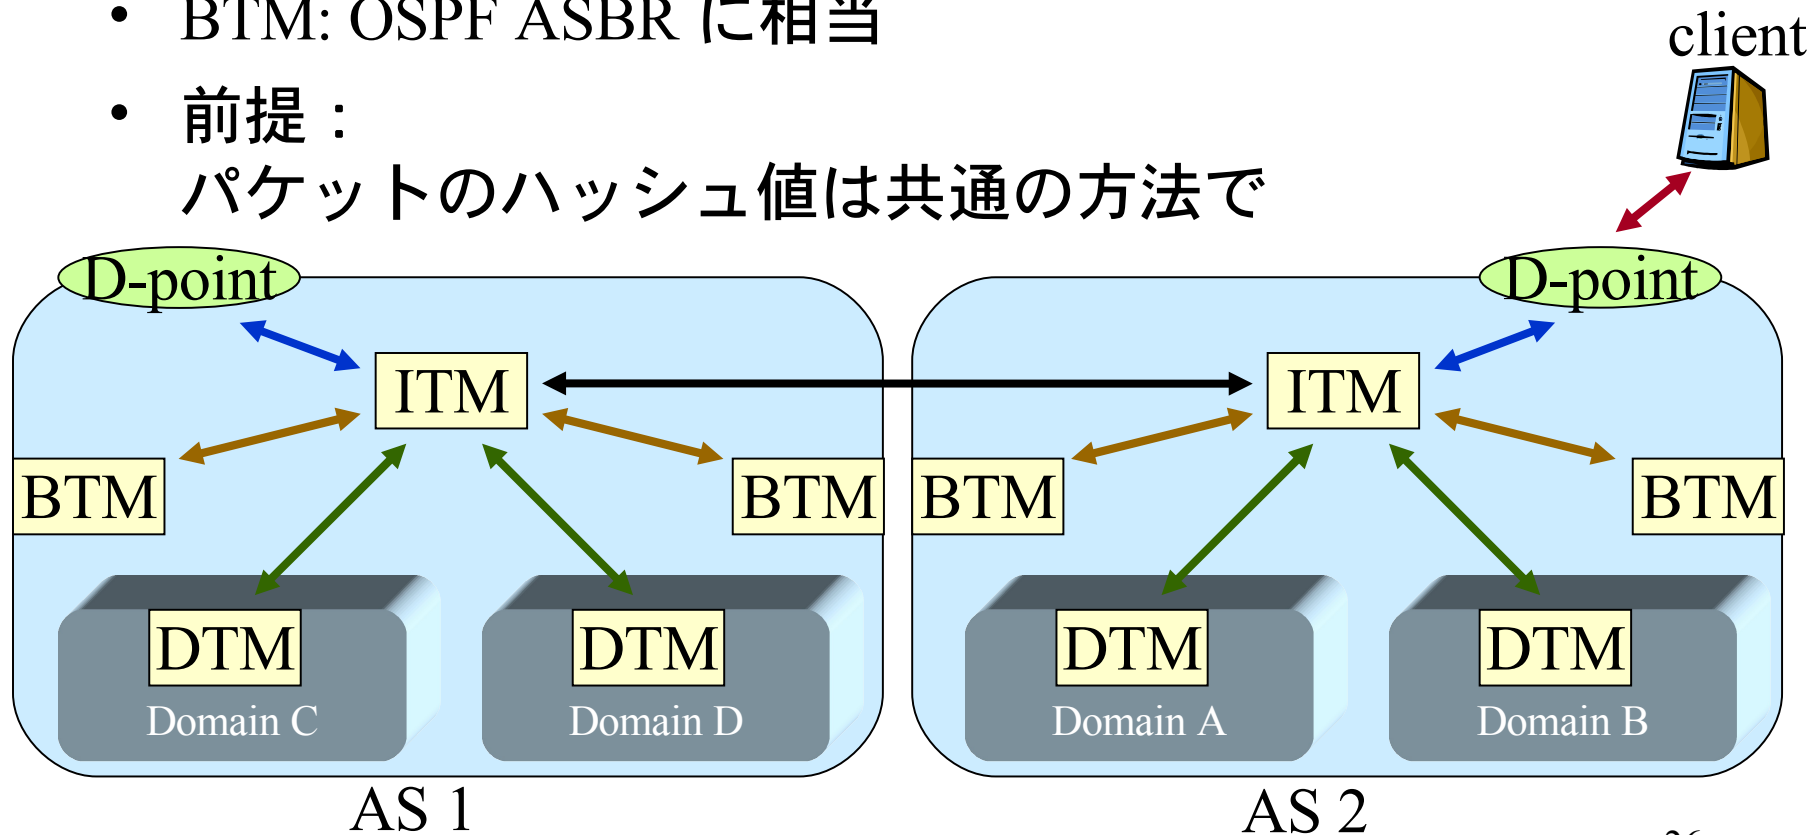 • BTM: OSPF ASBR に相当
client
• 前提：
パケットのハッシュ値は共通の方法で
D-point
D-point
ITM
ITM
BTM
BTM
BTM
BTM
DTM
DTM
DTM
DTM
Domain C
Domain D
Domain A
Domain B
AS 1
AS 2